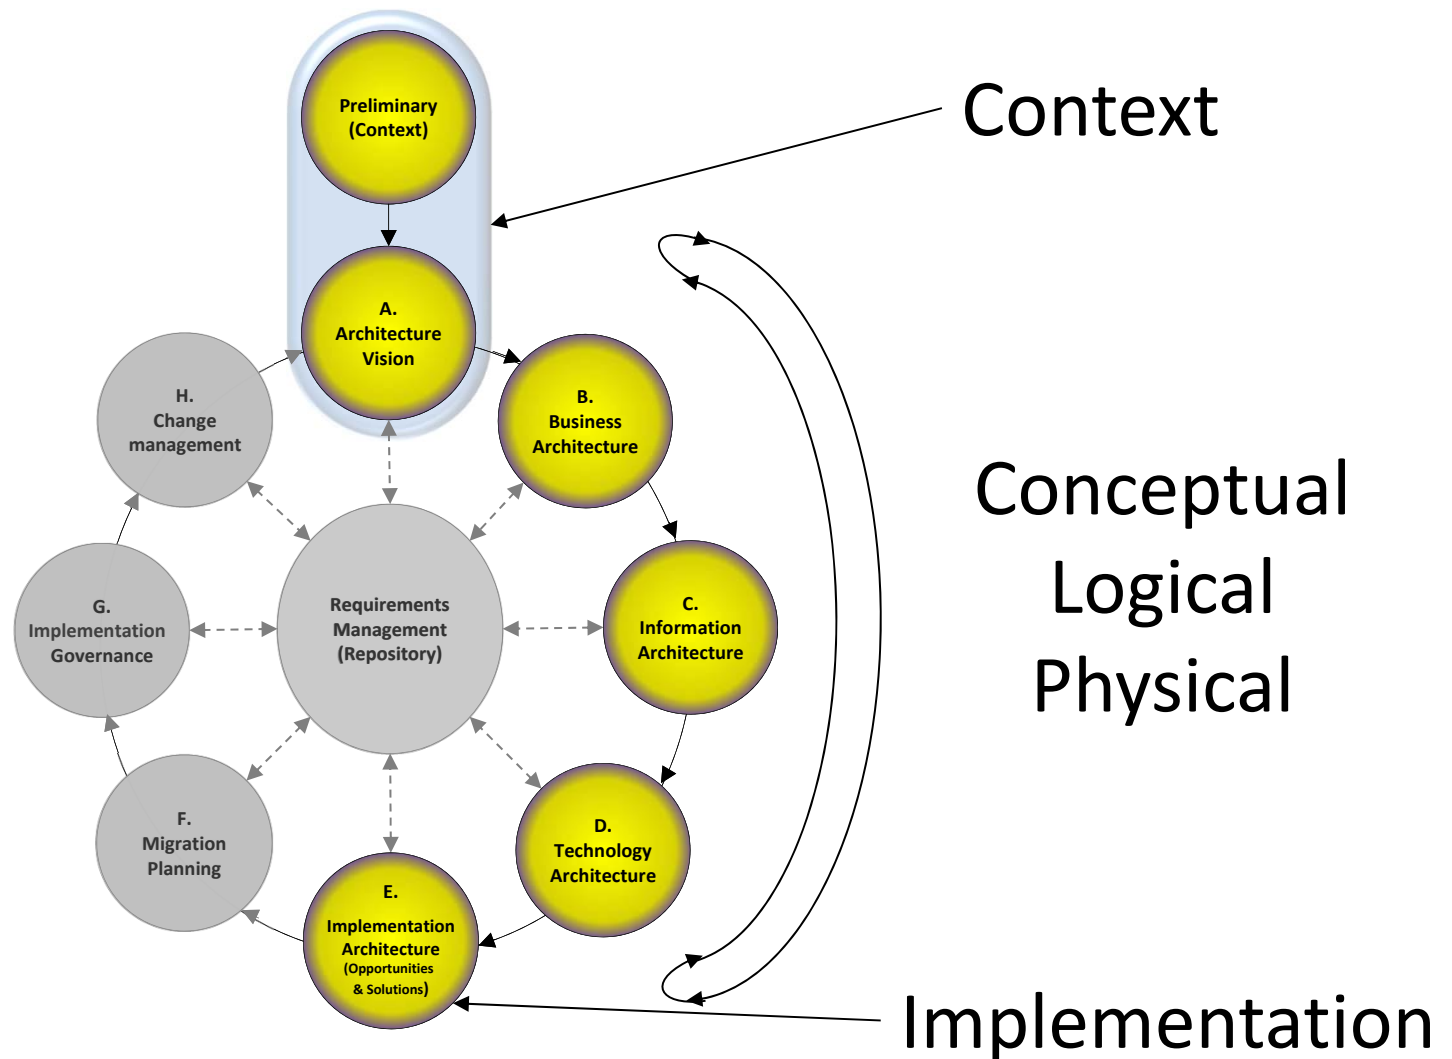 Preliminary
(Context)
Context
A.
Architecture
Vision
H.
Change
management
B.
Business
Architecture
Conceptual
Logical
Physical
G.
Implementation
Governance
Requirements
Management
(Repository)
C.
Information
Architecture
F.
Migration
Planning
D.
Technology
Architecture
E.
Implementation
Architecture
(Opportunities
& Solutions)
Implementation